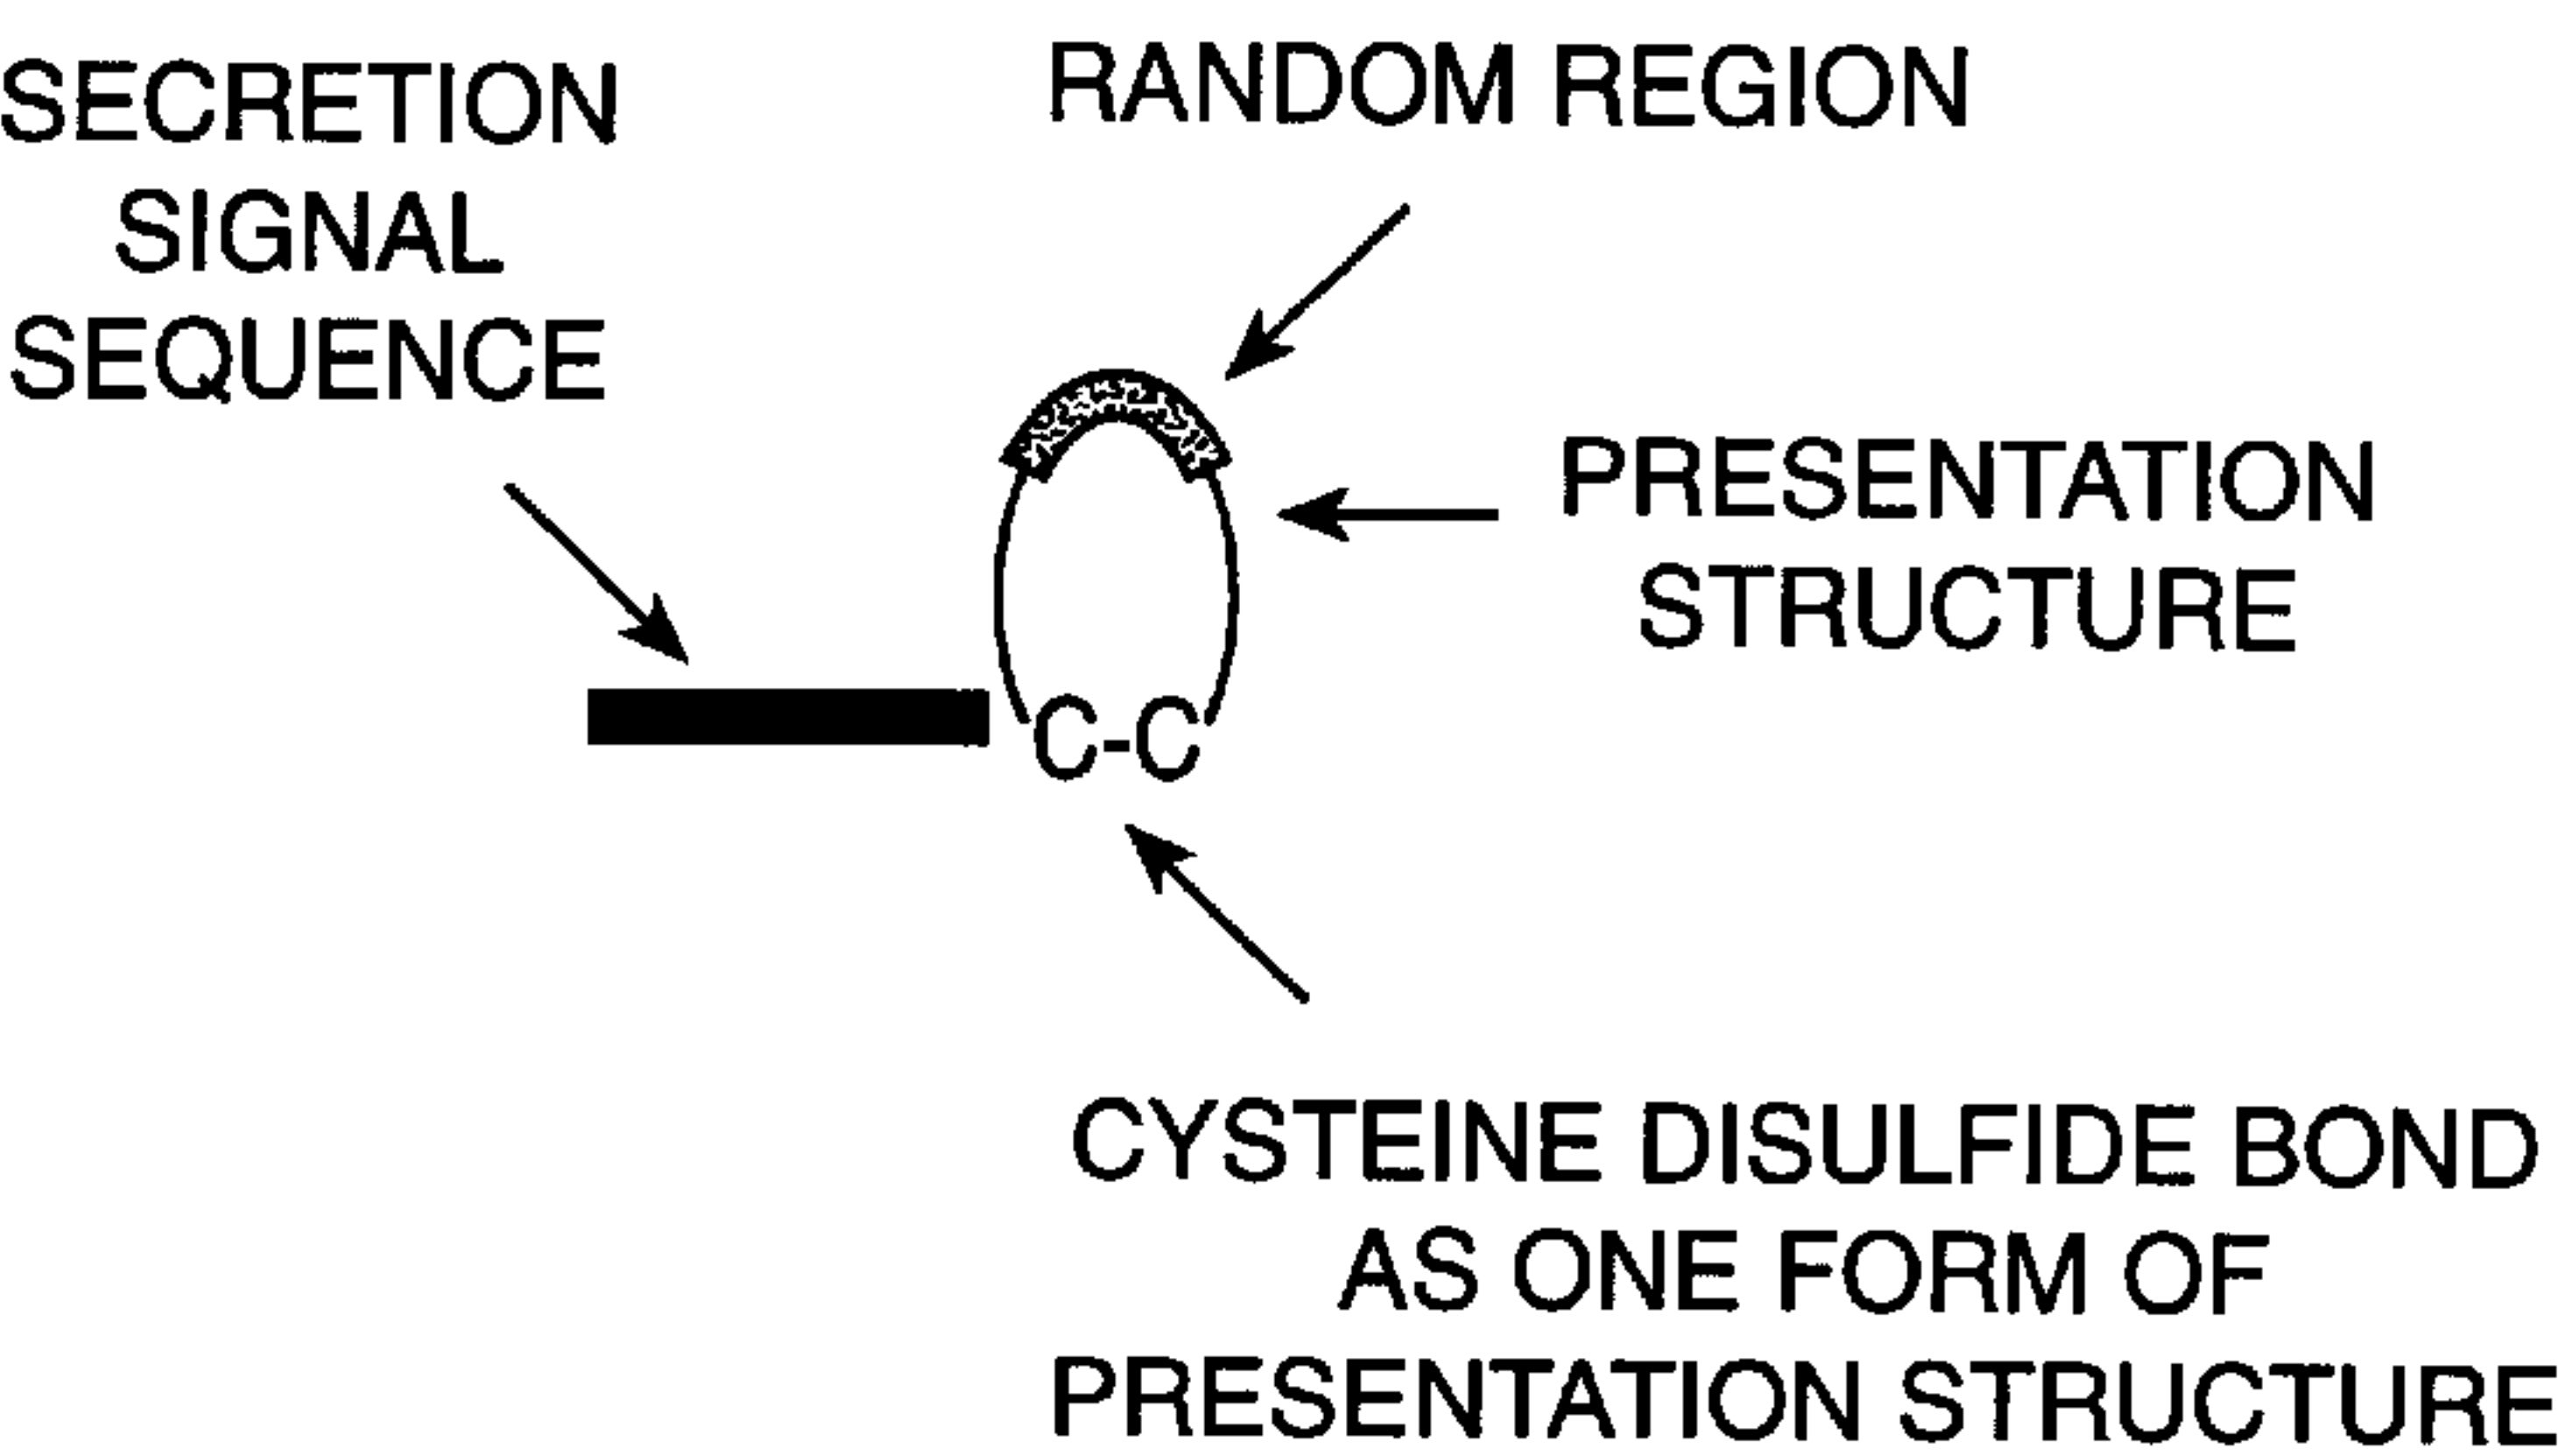 SECRETION
SIGNAL
SEQUENCE
RANDOM REGION
PRESENTATION
STRUCTURE
C-C
CYSTEINE DISULFIDE BOND
AS ONE FORM OF
PRESENTATION STRUCTURE